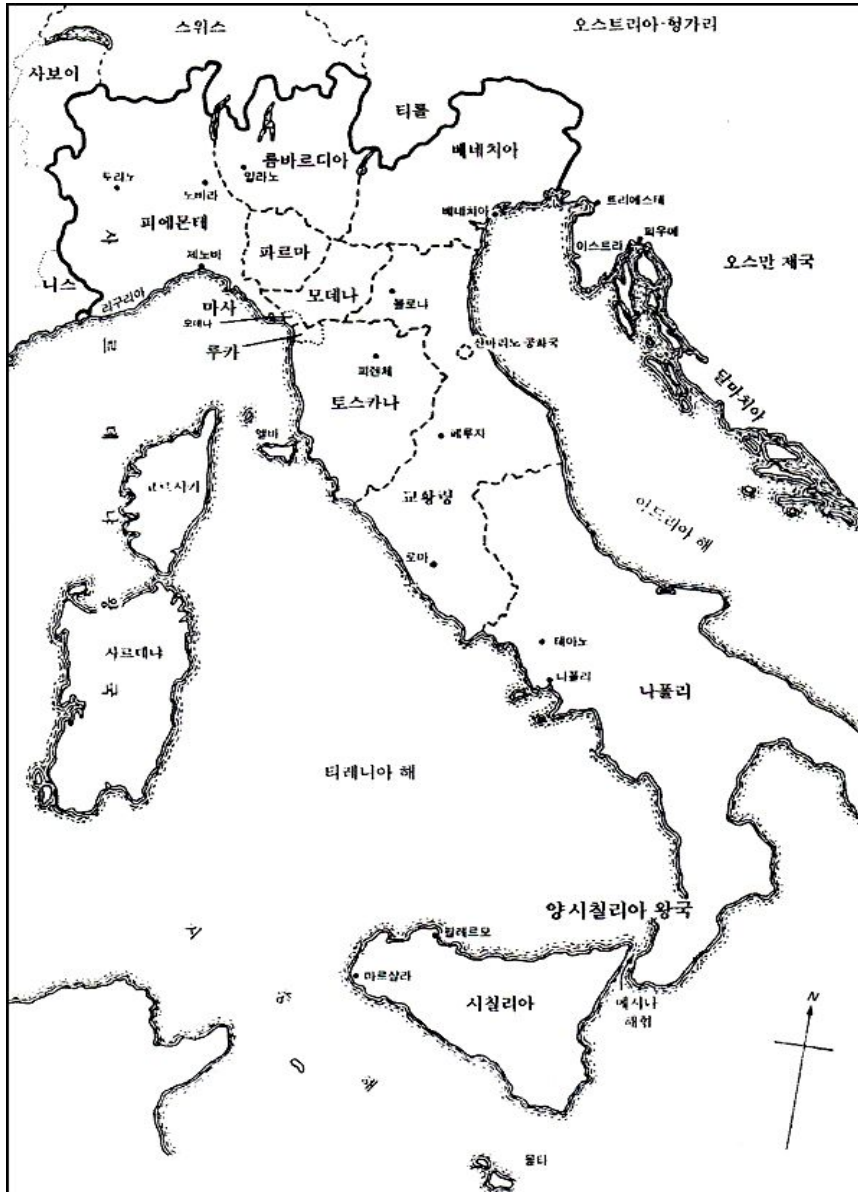 스위스
오스트리아-헝가리
사보이
티롤
베네치아
롬바르디아
밀라노
토리노
노바라
피에몬테
파르마
제노바
모데나
볼로냐
니스
리구리아
마사
모데나
루카
베네치아
트리에스테
피우메
이스트라
오스만 제국
산마리노 공화국
피렌체
토스카나
달마치아
엘바
페루자
코르시카
교황령
아드리아 해
로마
사르데냐
테아노
나폴리
나폴리
티레니아 해
양시칠리아 왕국
팔레르모
마르살라
시칠리아
메시나
해협
N
몰타